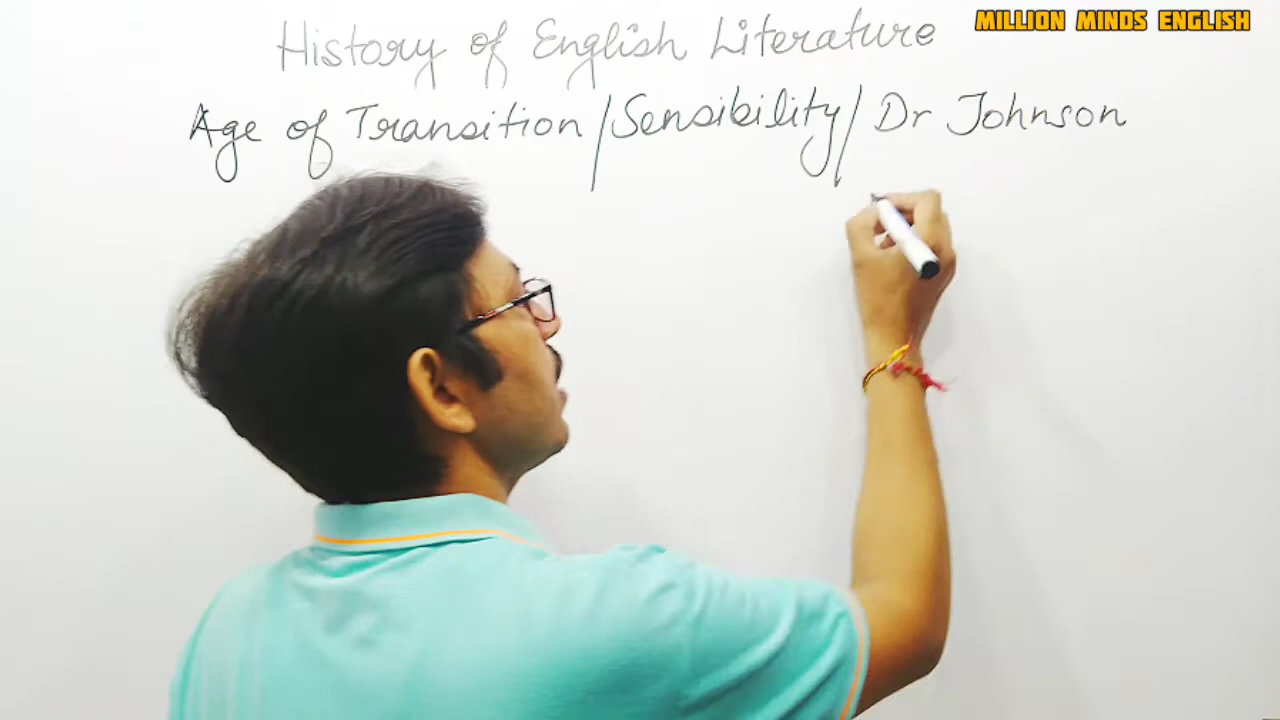 MILLION MINDS ENGLISH
History of English Literature
Age of Transition/Sensibility/Dr Johnson